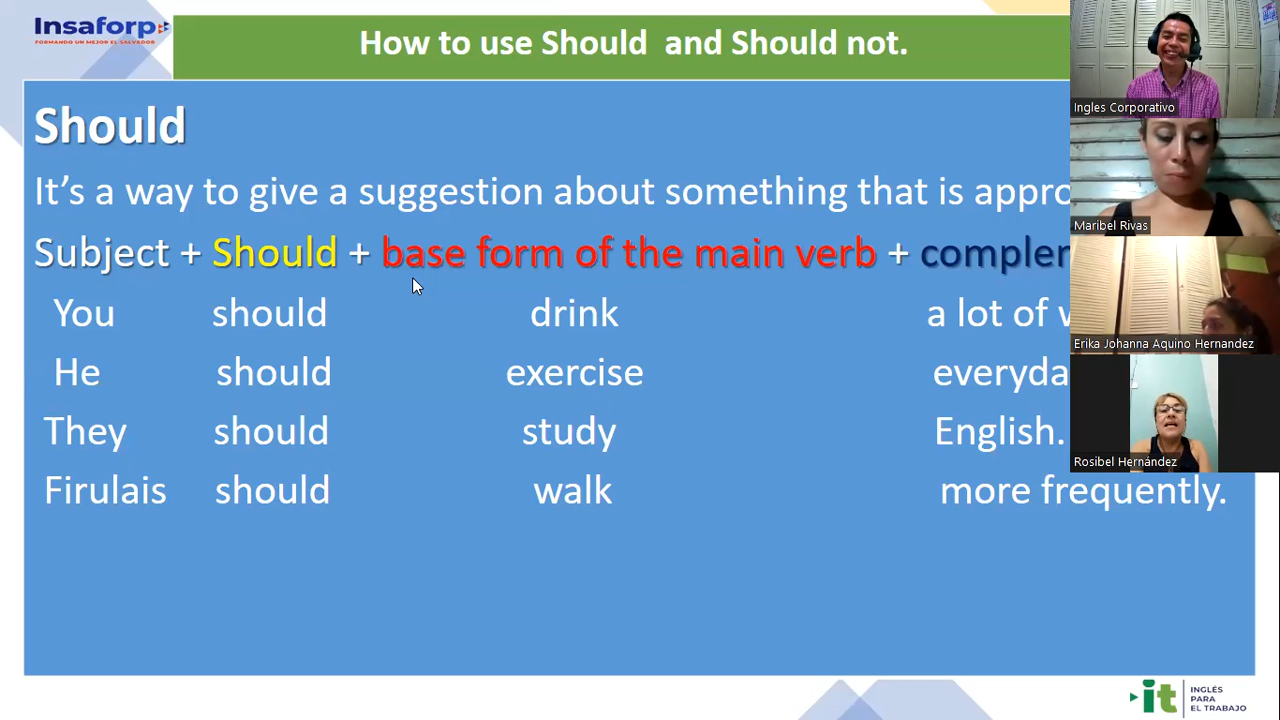 Insaforp
FORMANDO UN MEJOR EL SALVADOR
How to use Should and Should not.
Should
It's a way to give a suggestion about something that is
Subject + Should + base form of the main verb +
You should drink a lot of
He should exercise
They should study English.
Firulais should walk more frequently.
Ingles Corporativo
Maribel Rivas
Erika Johanna Aquino Hernandez
Rosibel Hernández
it
INGLÉS
PARA
EL TRABAJO